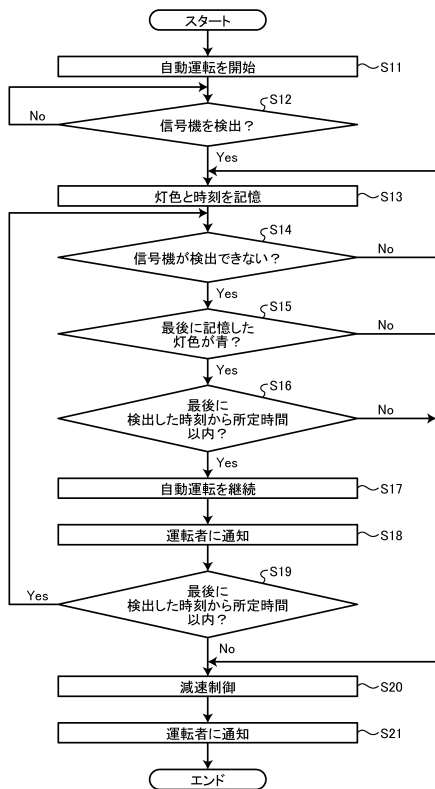 スタート
自動運転を開始
S11
S12
信号機を検出?
No
Yes
灯色と時刻を記憶
S13
S14
信号機が検出できない?
No
Yes
S15
最後に記憶した
灯色が青?
No
Yes
S16
最後に
検出した時刻から所定時間
以内?
No
Yes
自動運転を継続
S17
運転者に通知
S18
S19
最後に
検出した時刻から所定時間
以内?
Yes
No
減速制御
S20
運転者に通知
S21
エンド